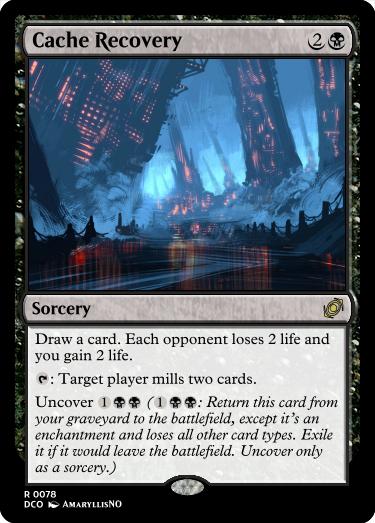 Cache Recovery 2
Sorcery
Draw a card. Each opponent loses 2 life and
you gain 2 life.
: Target player mills two cards.
Uncover 1 (1: Return this card from
your graveyard to the battlefield, except it's an
enchantment and loses all other card types. Exile
it if it would leave the battlefield. Uncover only
as a sorcery.)
R 0078
DCO AmaryllisNO